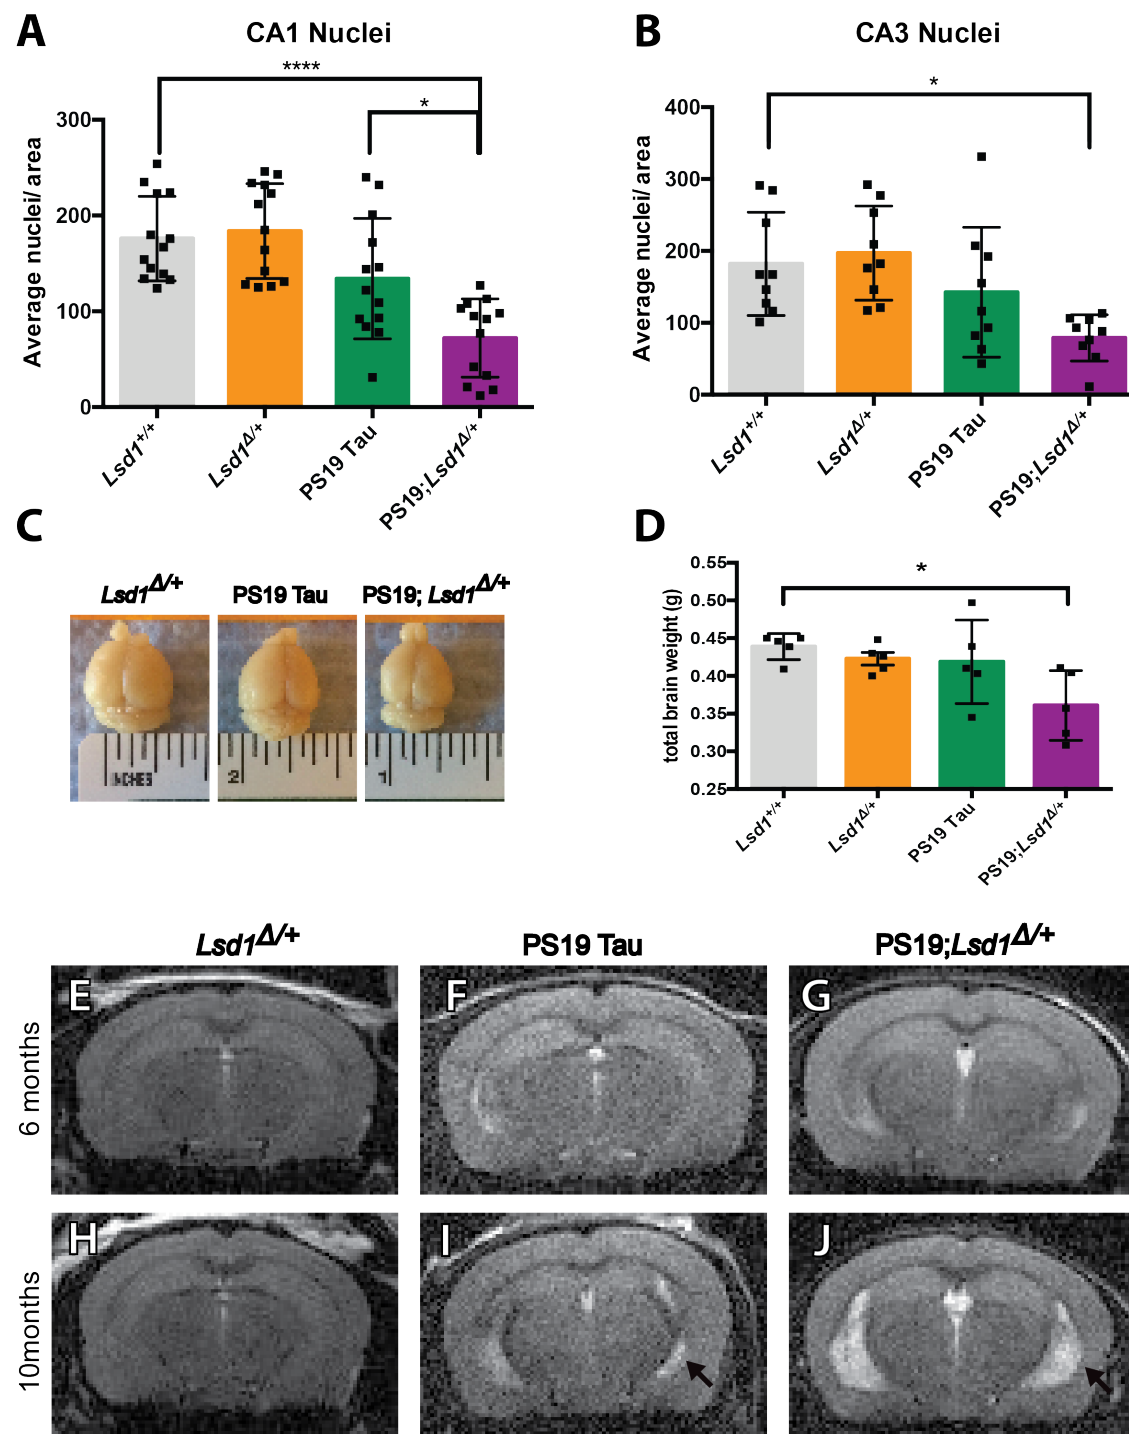 A
CA1 Nuclei
****
*
Average nuclei/ area
300
200
100
0
Lsd1+/+
Lsd1Δ/+
PS19 Tau
PS19;Lsd1Δ/+
B
CA3 Nuclei
*
Average nuclei/ area
400
300
200
100
0
Lsd1+/+
Lsd1Δ/+
PS19 Tau
PS19;Lsd1Δ/+
C
Lsd1Δ/+
PS19 Tau
PS19; Lsd1Δ/+
INCHES
2
1
D
*
total brain weight (g)
0.55
0.50
0.45
0.40
0.35
0.30
0.25
Lsd1+/+
Lsd1Δ/+
PS19 Tau
PS19;Lsd1Δ/+
Lsd1Δ/+
PS19 Tau
PS19;Lsd1Δ/+
6 months
E
F
G
10months
H
I
J